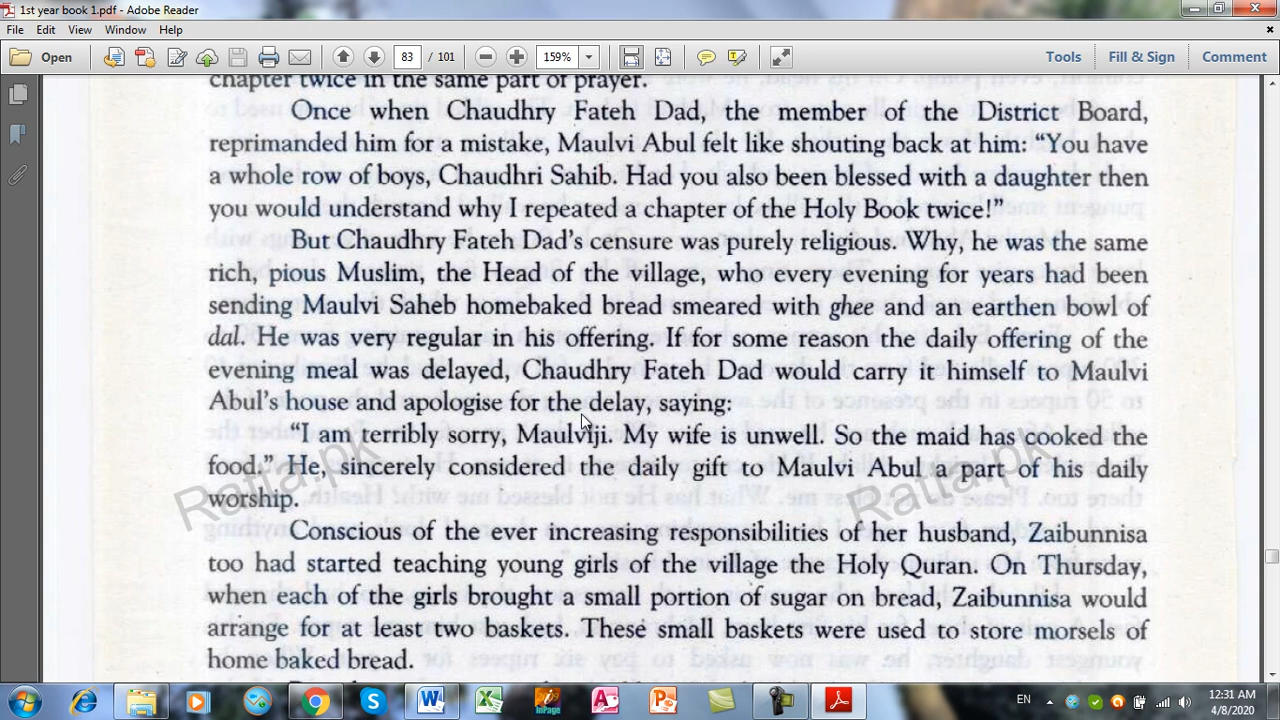 1st year book 1.pdf - Adobe Reader
File Edit View Window Help
Open 83 / 101 159% Tools Fill & Sign Comment
chapter twice in the same part of prayer.
Once when Chaudhry Fateh Dad, the member of the District Board,
reprimanded him for a mistake, Maulvi Abul felt like shouting back at him: “You have
a whole row of boys, Chaudhri Sahib. Had you also been blessed with a daughter then
you would understand why I repeated a chapter of the Holy Book twice!”
But Chaudhry Fateh Dad’s censure was purely religious. Why, he was the same
rich, pious Muslim, the Head of the village, who every evening for years had been
sending Maulvi Saheb homebaked bread smeared with ghee and an earthen bowl of
dal. He was very regular in his offering. If for some reason the daily offering of the
evening meal was delayed, Chaudhry Fateh Dad would carry it himself to Maulvi
Abul’s house and apologise for the delay, saying:
“I am terribly sorry, Maulviji. My wife is unwell. So the maid has cooked the
food.” He, sincerely considered the daily gift to Maulvi Abul a part of his daily
worship.
Ratta.pk Ratta.pk
Conscious of the ever increasing responsibilities of her husband, Zaibunnisa
too had started teaching young girls of the village the Holy Quran. On Thursday,
when each of the girls brought a small portion of sugar on bread, Zaibunnisa would
arrange for at least two baskets. These small baskets were used to store morsels of
home baked bread.
EN 12:31 AM
4/8/2020